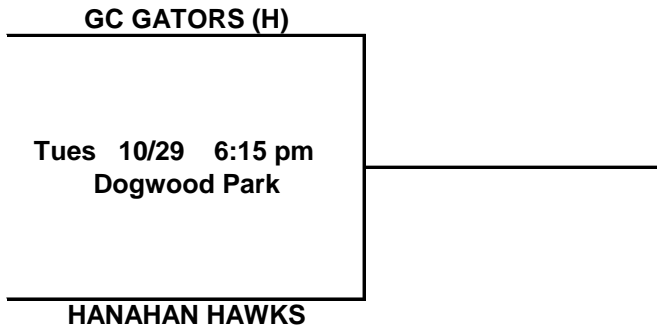 GC GATORS (H)
Tues 10/29 6:15 pm
Dogwood Park
HANAHAN HAWKS